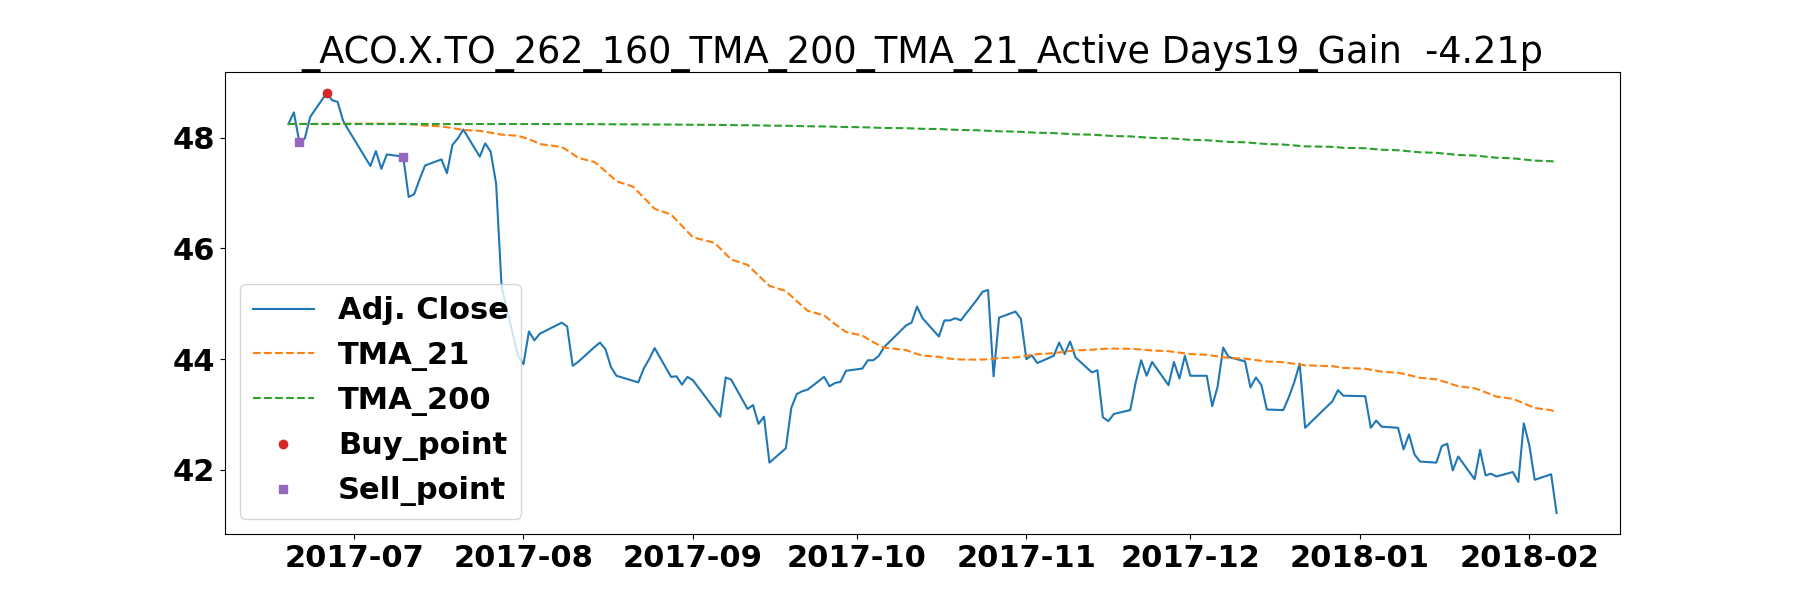 _ACO.X.TO_262_160_TMA_200_TMA_21_Active Days19_Gain  -4.21p
48
46
44
42
Adj. Close
TMA_21
TMA_200
Buy_point
Sell_point
2017-07 2017-08 2017-09 2017-10 2017-11 2017-12 2018-01 2018-02